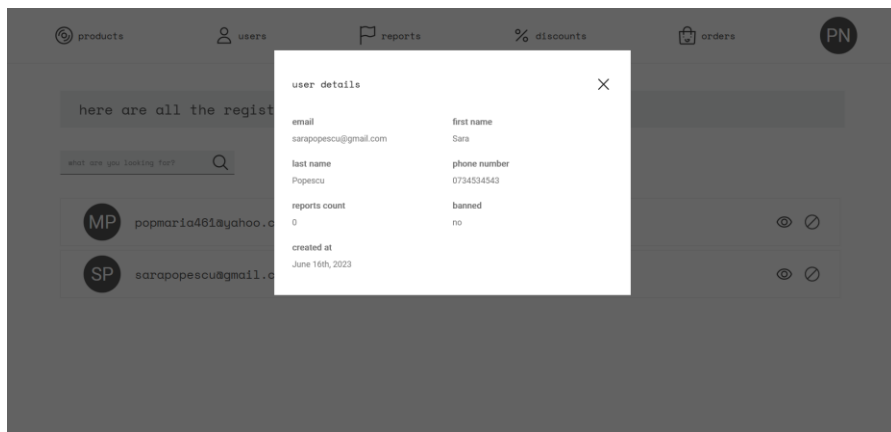 products users reports discounts orders PN
user details
here are all the regist
email first name
sarapopescu@gmail.com Sara
what are you looking for?
last name phone number
Popescu 0734534543
reports count banned
MP popmaria461@yahoo.c 0 no
created at
June 16th, 2023
SP sarapopescu@gmail.c